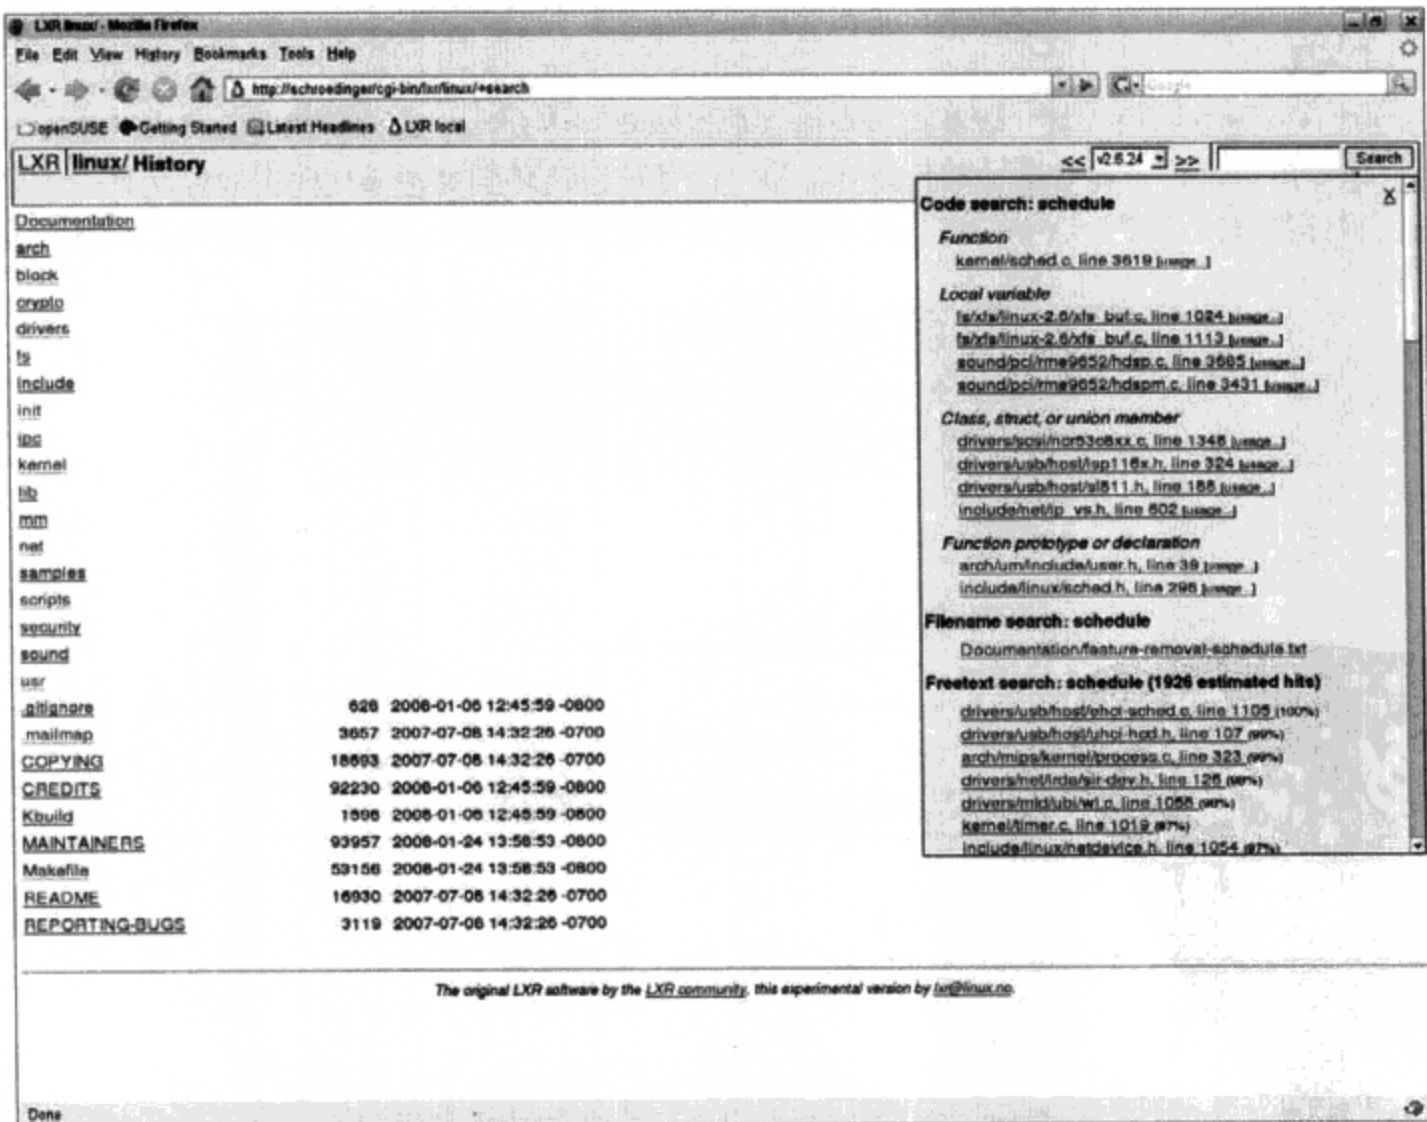 LXR linux/ - Mozilla Firefox
File Edit View History Bookmarks Tools Help
http://schroedinger/cgi-bin/lxr/linux/+search
Google
openSUSE Getting Started Latest Headlines LXR local
LXR linux/ History
<< v2.6.24 >> Search
Documentation
arch
block
crypto
drivers
fs
include
init
ipc
kernel
lib
mm
net
samples
scripts
security
sound
usr
.gitignore 628 2008-01-06 12:45:59 -0800
.mailmap 3657 2007-07-08 14:32:26 -0700
COPYING 18693 2007-07-08 14:32:26 -0700
CREDITS 92230 2008-01-06 12:45:59 -0800
Kbuild 1596 2008-01-06 12:45:59 -0800
MAINTAINERS 93957 2008-01-24 13:58:53 -0800
Makefile 53156 2008-01-24 13:58:53 -0800
README 16930 2007-07-08 14:32:26 -0700
REPORTING-BUGS 3119 2007-07-08 14:32:26 -0700
Code search: schedule
X
Function
kernel/sched.c, line 3619 [usage...]
Local variable
fs/xfs/linux-2.6/xfs_buf.c, line 1024 [usage...]
fs/xfs/linux-2.6/xfs_buf.c, line 1113 [usage...]
sound/pci/rme9652/hdsp.c, line 3685 [usage...]
sound/pci/rme9652/hdspm.c, line 3431 [usage...]
Class, struct, or union member
drivers/scsi/ncr53c8xx.c, line 1348 [usage...]
drivers/usb/host/isp116x.h, line 324 [usage...]
drivers/usb/host/sl811.h, line 188 [usage...]
include/net/ip_vs.h, line 602 [usage...]
Function prototype or declaration
arch/um/include/user.h, line 39 [usage...]
include/linux/sched.h, line 296 [usage...]
Filename search: schedule
Documentation/feature-removal-schedule.txt
Freetext search: schedule (1926 estimated hits)
drivers/usb/host/ehci-sched.c, line 1105 (100%)
drivers/usb/host/uhci-hcd.h, line 107 (99%)
arch/mips/kernel/process.c, line 323 (99%)
drivers/net/irda/sir-dev.h, line 126 (98%)
drivers/mtd/ubi/wl.c, line (98%)
kernel/timer.c, line 1019 (97%)
include/linux/netdevice.h, line 1054 (97%)
The original LXR software by the LXR community, this experimental version by lxr@linux.no.
Done